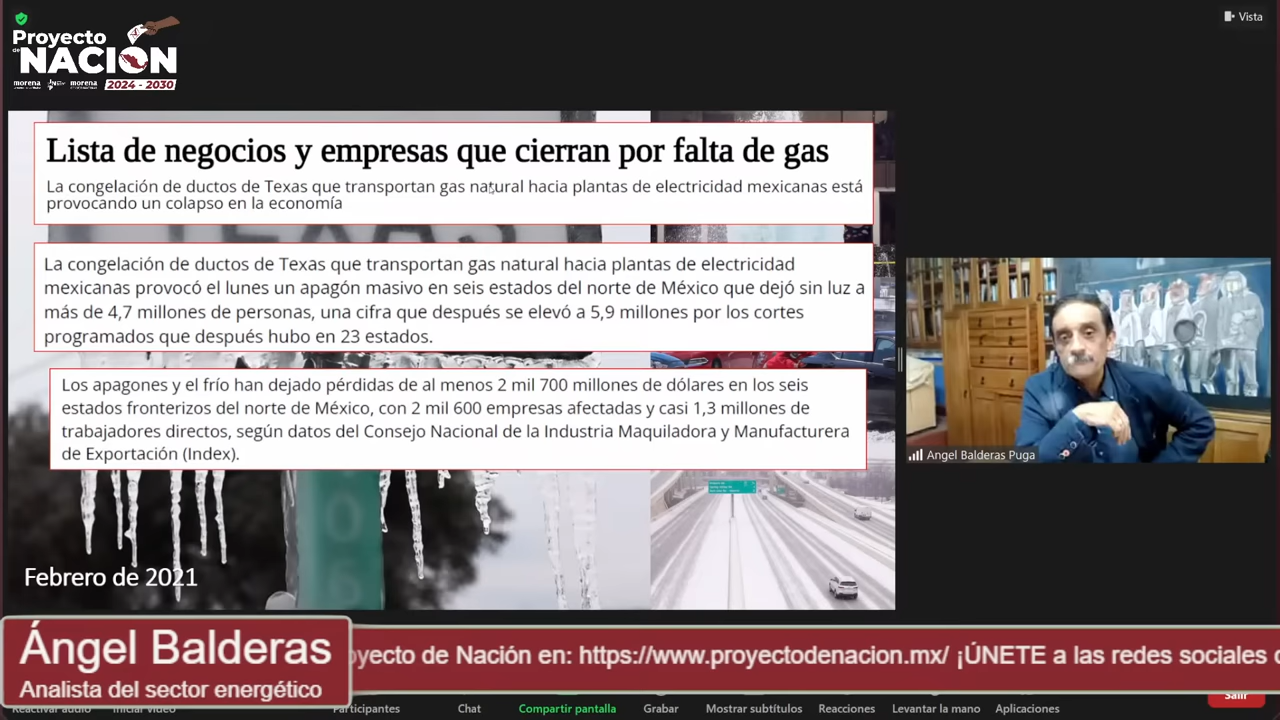 Proyecto
de
NACIÓN
morena
morena
2024 - 2030
Vista
Lista de negocios y empresas que cierran por falta de gas
La congelación de ductos de Texas que transportan gas natural hacia plantas de electricidad mexicanas está
provocando un colapso en la economía
TEXAS
La congelación de ductos de Texas que transportan gas natural hacia plantas de electricidad
mexicanas provocó el lunes un apagón masivo en seis estados del norte de México que dejó sin luz a
más de 4,7 millones de personas, una cifra que después se elevó a 5,9 millones por los cortes
programados que después hubo en 23 estados.
Los apagones y el frío han dejado pérdidas de al menos 2 mil 700 millones de dólares en los seis
estados fronterizos del norte de México, con 2 mil 600 empresas afectadas y casi 1,3 millones de
trabajadores directos, según datos del Consejo Nacional de la Industria Maquiladora y Manufacturera
de Exportación (Index).
Angel Balderas Puga
Febrero de 2021
Ángel Balderas
Analista del sector energético
oyecto de Nación en: https://www.proyectodenacion.mx/ ¡ÚNETE a las redes sociales
Reactivar audio
Iniciar video
Participantes
Chat
Compartir pantalla
Grabar
Mostrar subtítulos
Reacciones
Levantar la mano
Aplicaciones
Salir